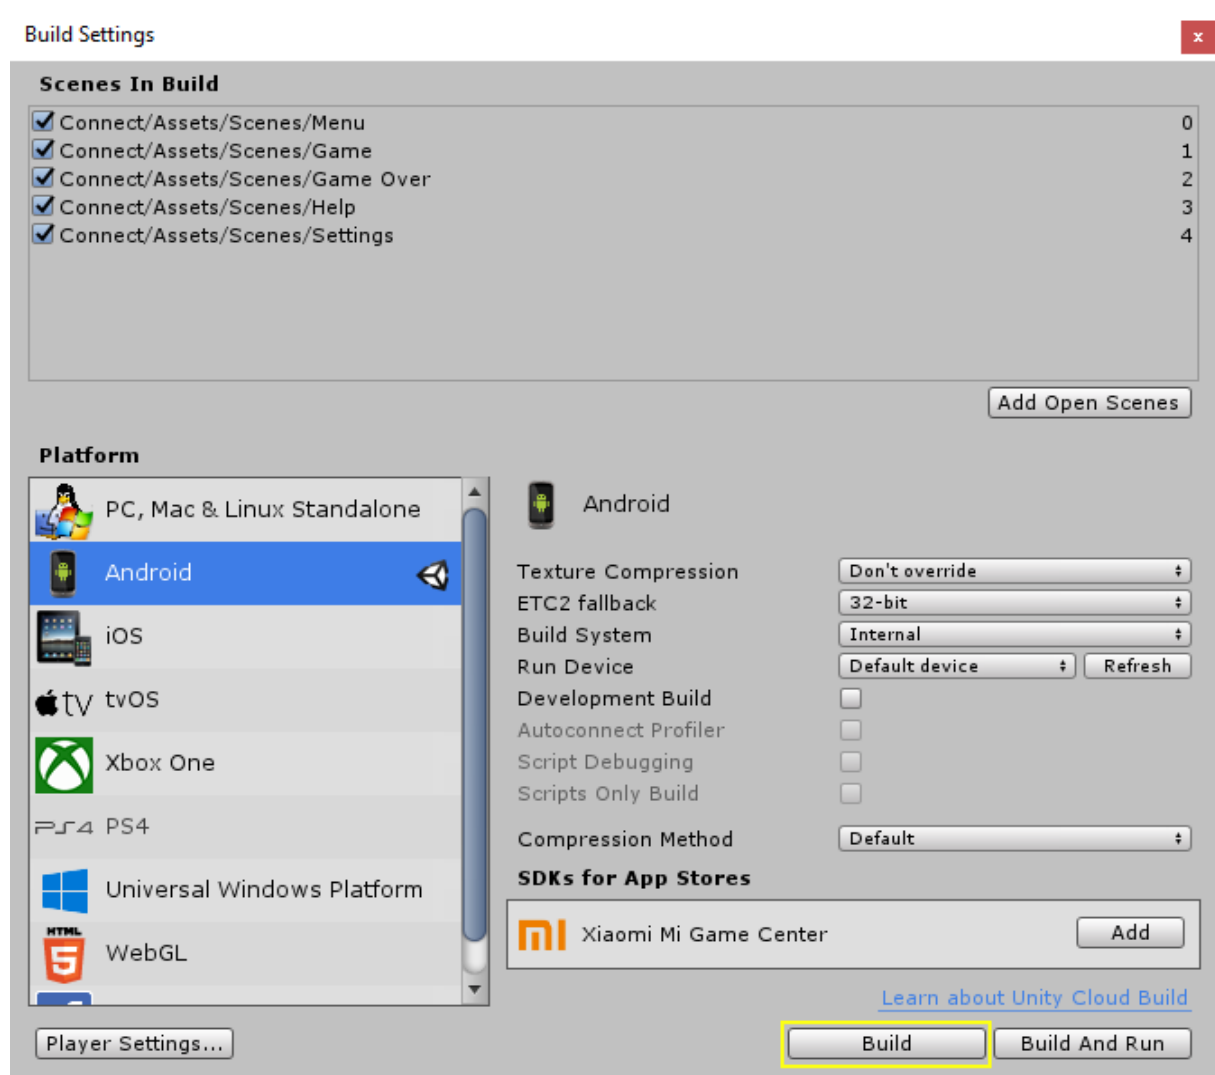 Build Settings
x
Scenes In Build
Connect/Assets/Scenes/Menu 0
Connect/Assets/Scenes/Game 1
Connect/Assets/Scenes/Game Over 2
Connect/Assets/Scenes/Help 3
Connect/Assets/Scenes/Settings 4
Add Open Scenes
Platform
PC, Mac & Linux Standalone
Android
iOS
tv tvOS
Xbox One
PS4 PS4
Universal Windows Platform
HTML
5 WebGL
Android
Texture Compression Don't override
ETC2 fallback 32-bit
Build System Internal
Run Device Default device Refresh
Development Build
Autoconnect Profiler
Script Debugging
Scripts Only Build
Compression Method Default
SDKs for App Stores
mi Xiaomi Mi Game Center Add
Learn about Unity Cloud Build
Player Settings... Build Build And Run